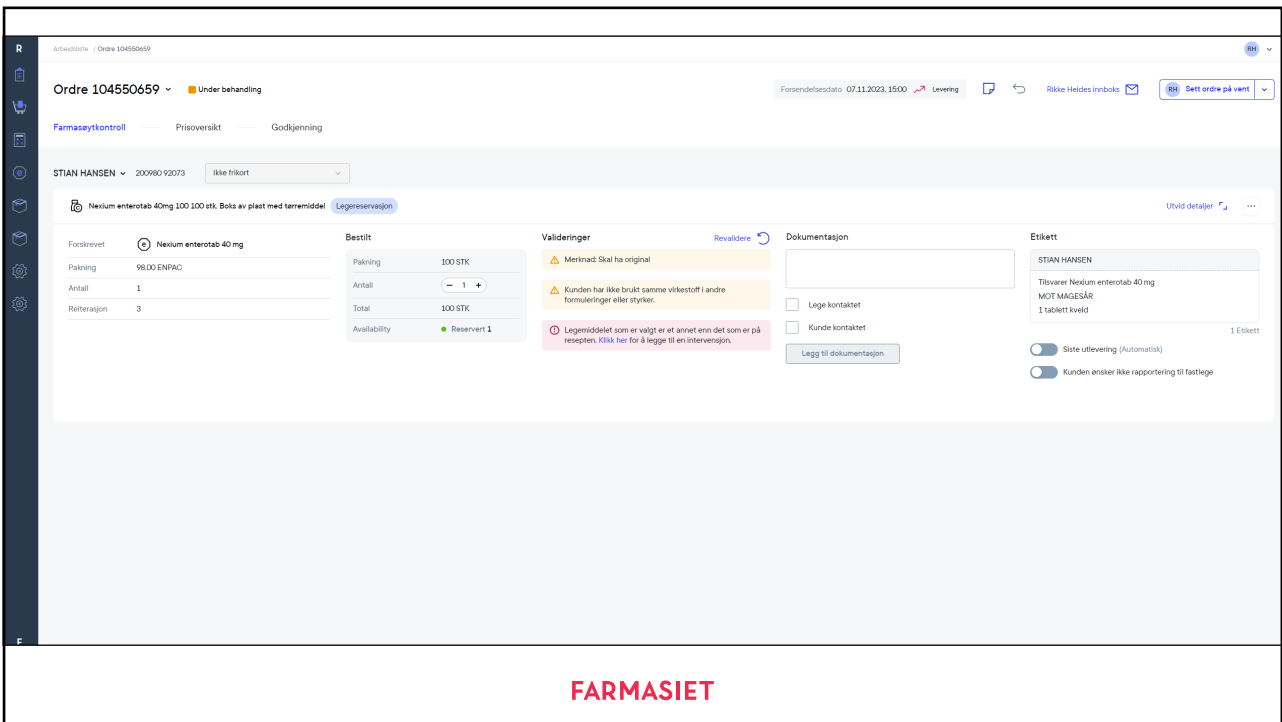 R
Arbeidsliste / Ordre 104550659
RH
Ordre 104550659
Under behandling
Forsendelsesdato 07.11.2023, 15:00 Levering
Rikke Heides innboks
RH Sett ordre på vent
Farmasøytkontroll
Prisoversikt
Godkjenning
STIAN HANSEN 200980 92073
Ikke frikort
Nexium enterotab 40mg 100 100 stk. Boks av plast med tørremiddel
Legereservasjon
Utvid detaljer
Forskrevet e Nexium enterotab 40 mg
Pakning 98.00 ENPAC
Antall 1
Reiterasjon 3
Bestilt
Pakning 100 STK
Antall − 1 +
Total 100 STK
Availability Reservert 1
Valideringer
Revalidere
Merknad: Skal ha original
Kunden har ikke brukt samme virkestoff i andre
formuleringer eller styrker.
Legemiddelet som er valgt er et annet enn det som er på
resepten. Klikk her for å legge til en intervensjon.
Dokumentasjon
Lege kontaktet
Kunde kontaktet
Legg til dokumentasjon
Etikett
STIAN HANSEN
Tilsvarer Nexium enterotab 40 mg
MOT MAGESÅR
1 tablett kveld
1 Etikett
Siste utlevering (Automatisk)
Kunden ønsker ikke rapportering til fastlege
FARMASIET